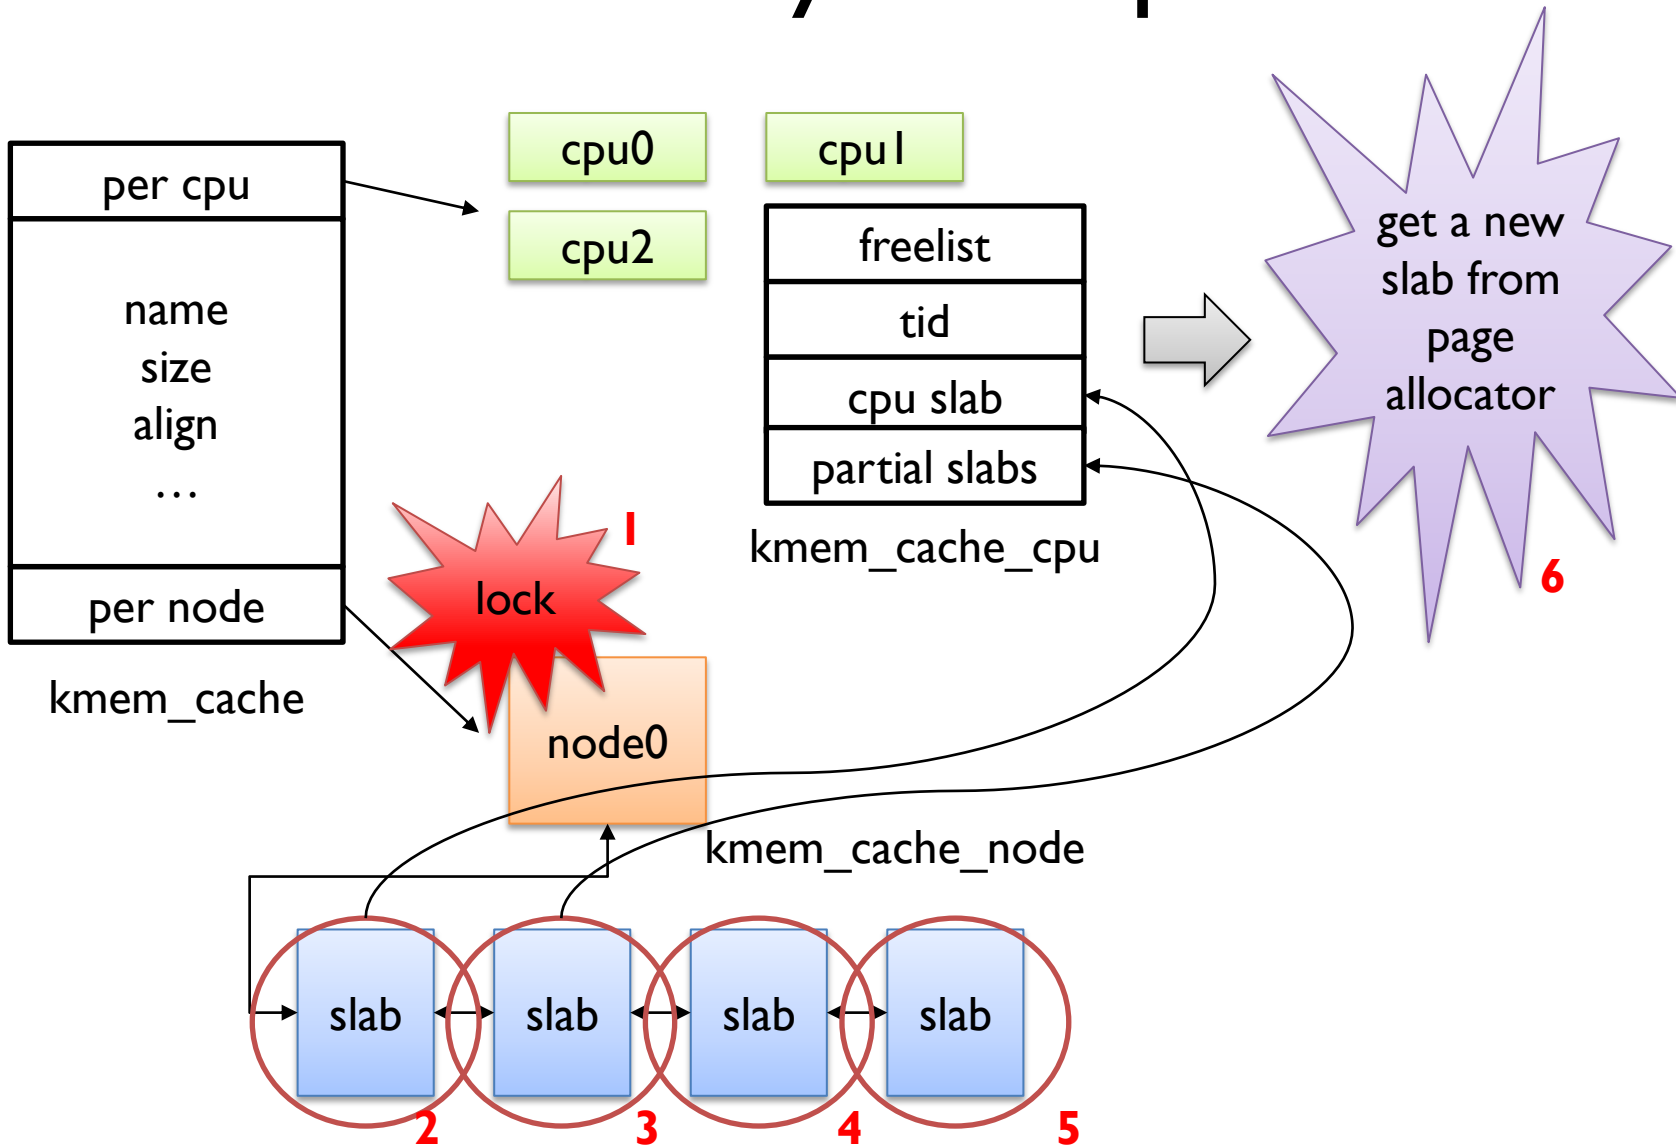 cpu0
cpu1
per cpu
cpu2
name
size
align
...
per node
kmem_cache
freelist
tid
cpu slab
partial slabs
kmem_cache_cpu
get a new
slab from
page
allocator
6
1
lock
node0
kmem_cache_node
slab
slab
slab
slab
2
3
4
5